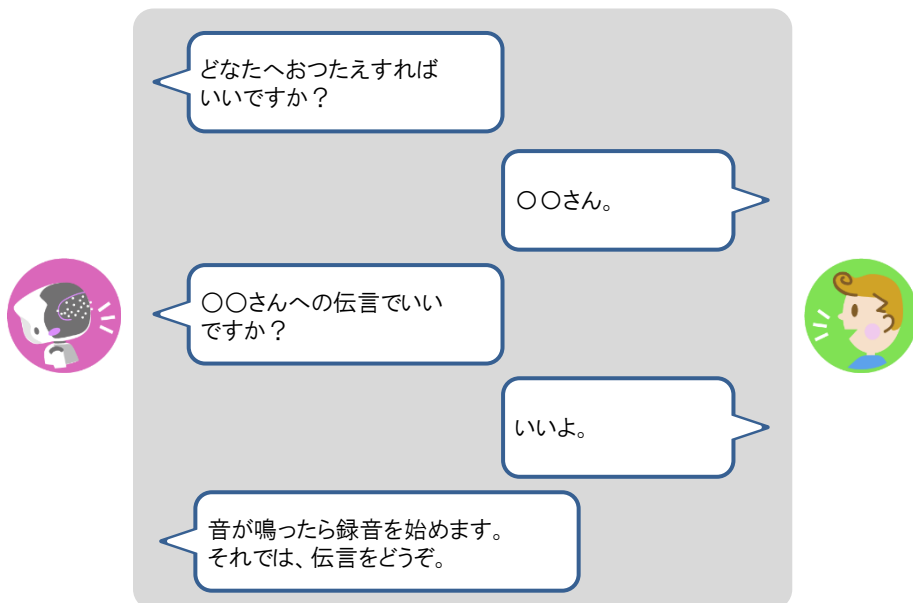 どなたへおつたえすれば
いいですか？
〇〇さん。
〇〇さんへの伝言でいい
ですか？
いいよ。
音が鳴ったら録音を始めます。
それでは、伝言をどうぞ。